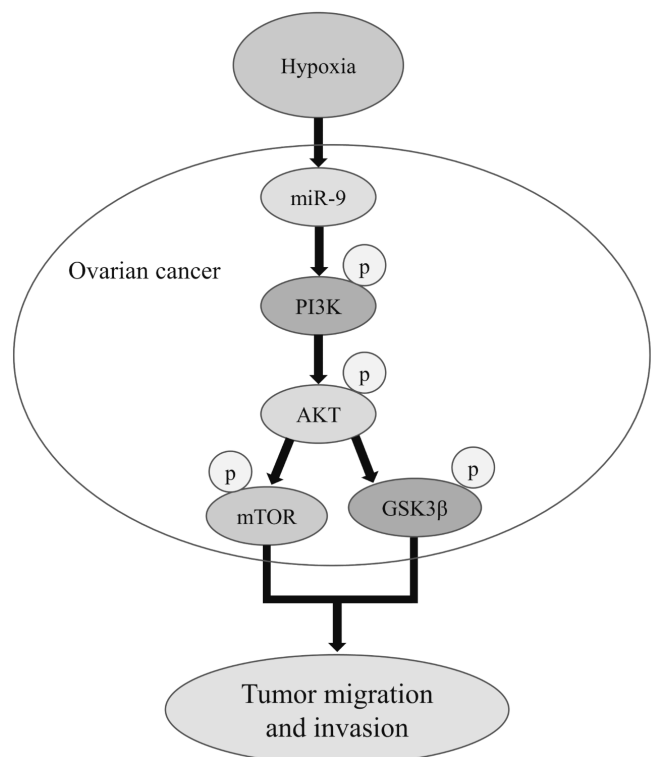 Hypoxia
miR-9
Ovarian cancer
p
PI3K
p
AKT
p
p
mTOR
GSK3β
Tumor migration
and invasion